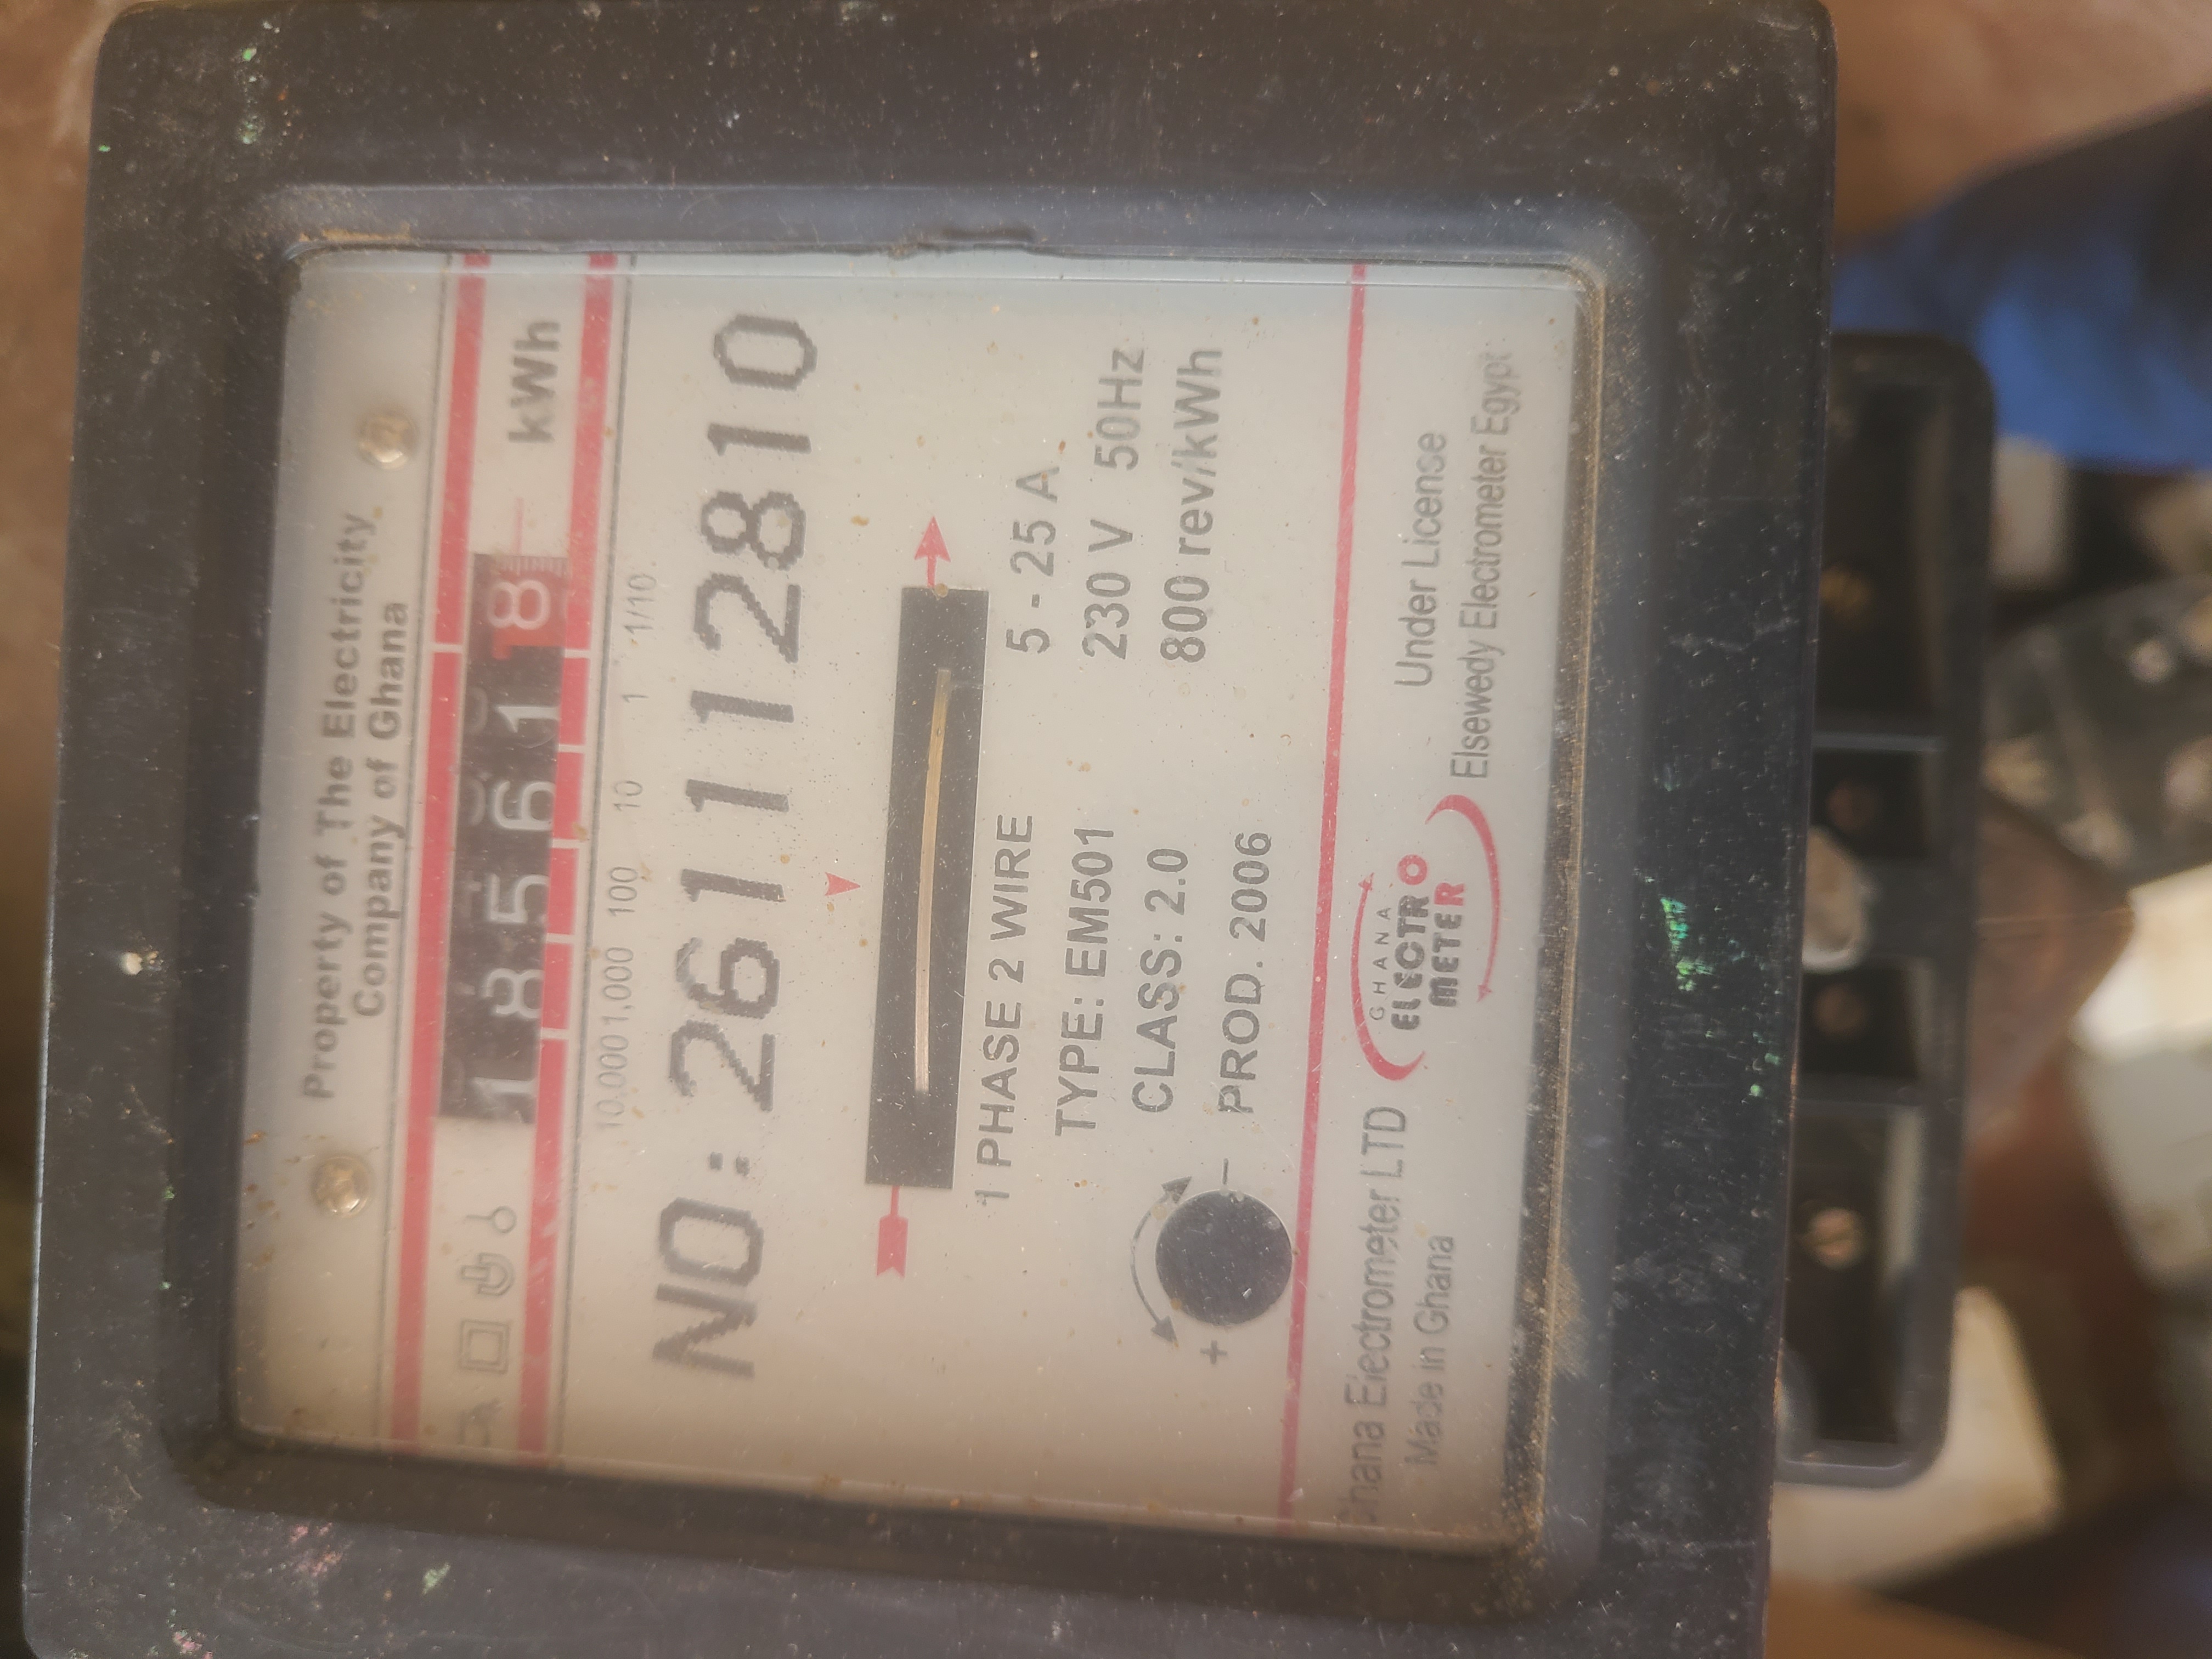 Property of The Electricity
Company of Ghana
185618 kWh
10,000 1,000 100 10 1 1/10
NO: 261112810
1 PHASE 2 WIRE
5 - 25 A
TYPE: EM501
230 V 50Hz
CLASS: 2.0
800 rev/kWh
+ -
PROD. 2006
Ghana Electrometer LTD
Made in Ghana
GHANA
ELECTRO
METER
Under License
Elsewedy Electrometer Egypt